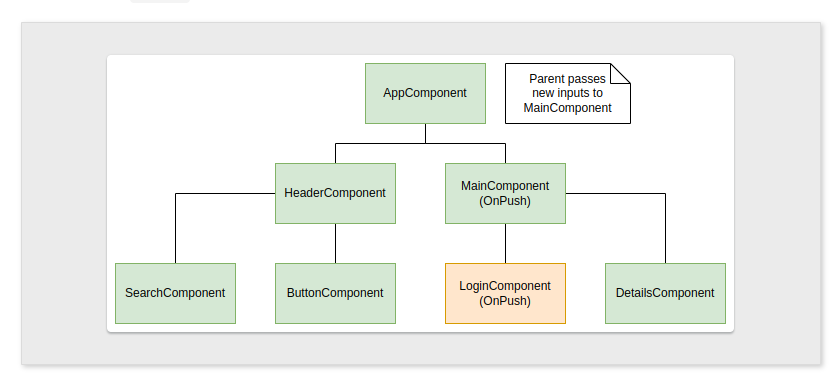 AppComponent
Parent passes
new inputs to
MainComponent
HeaderComponent
MainComponent
(OnPush)
SearchComponent
ButtonComponent
LoginComponent
(OnPush)
DetailsComponent